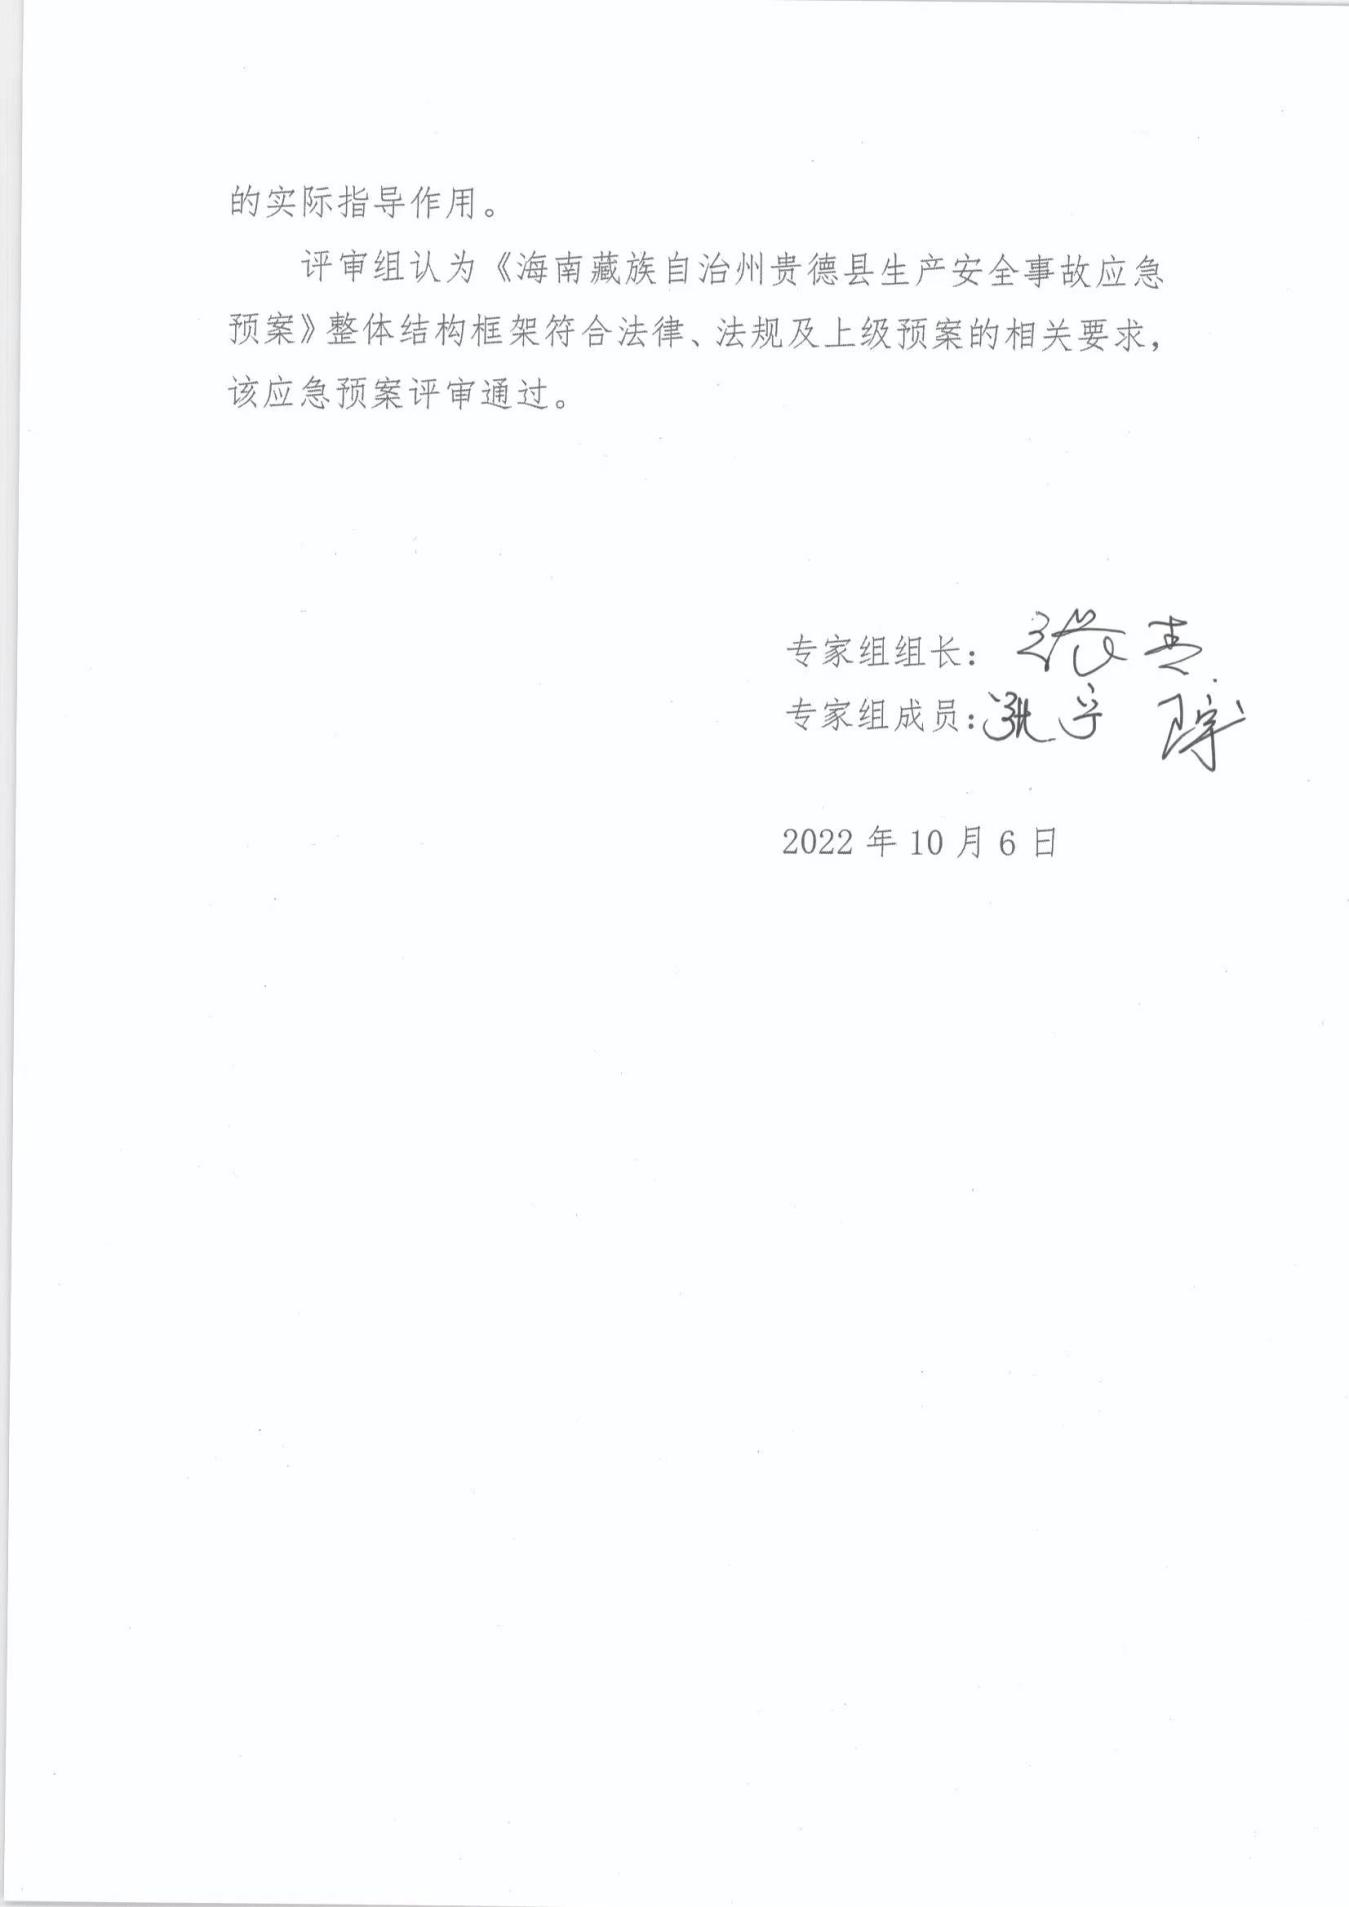 的实际指导作用。
评审组认为《海南藏族自治州贵德县生产安全事故应急
预案》整体结构框架符合法律、法规及上级预案的相关要求，
该应急预案评审通过。
专家组组长：
专家组成员：
2022 年 10 月 6 日